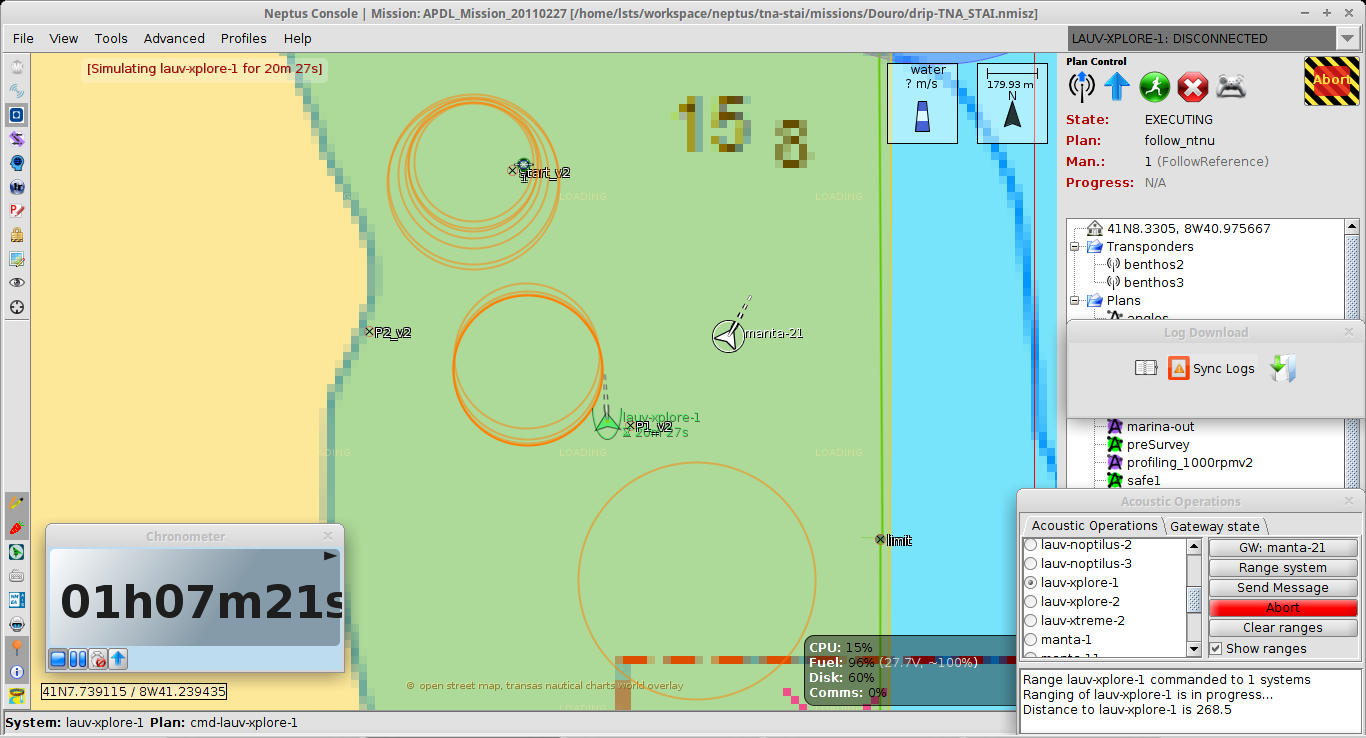 Neptus Console | Mission: APDL_Mission_20110227 [/home/lsts/workspace/neptus/tna-stai/missions/Douro/drip-TNA_STAI.nmisz]
File View Tools Advanced Profiles Help
LAUV-XPLORE-1: DISCONNECTED
[Simulating lauv-xplore-1 for 20m 27s]
water
? m/s
179.93 m
N
15
8
Start_v2
LOADING
LOADING
P2_v2
manta-21
lauv-xplore-1
P1_v2
LOADING
LOADING
limit
Plan Control
Abort
State: EXECUTING
Plan: follow_ntnu
Man.: 1 (FollowReference)
Progress: N/A
41N8.3305, 8W40.975667
Transponders
benthos2
benthos3
Plans
angles
Log Download
Sync Logs
marina-out
preSurvey
profiling_1000rpmv2
safe1
Acoustic Operations
Acoustic Operations Gateway state
lauv-noptilus-2
lauv-noptilus-3
lauv-xplore-1
lauv-xplore-2
lauv-xtreme-2
manta-1
manta-11
GW: manta-21
Range system
Send Message
Abort
Clear ranges
Show ranges
Range lauv-xplore-1 commanded to 1 systems
Ranging of lauv-xplore-1 is in progress...
Distance to lauv-xplore-1 is 268.5
Chronometer
01h07m21s
41N7.739115 / 8W41.239435
CPU: 15%
Fuel: 96% (27.7V, ~100%)
Disk: 60%
Comms: 0%
© open street map, transas nautical charts world overlay
System: lauv-xplore-1 Plan: cmd-lauv-xplore-1